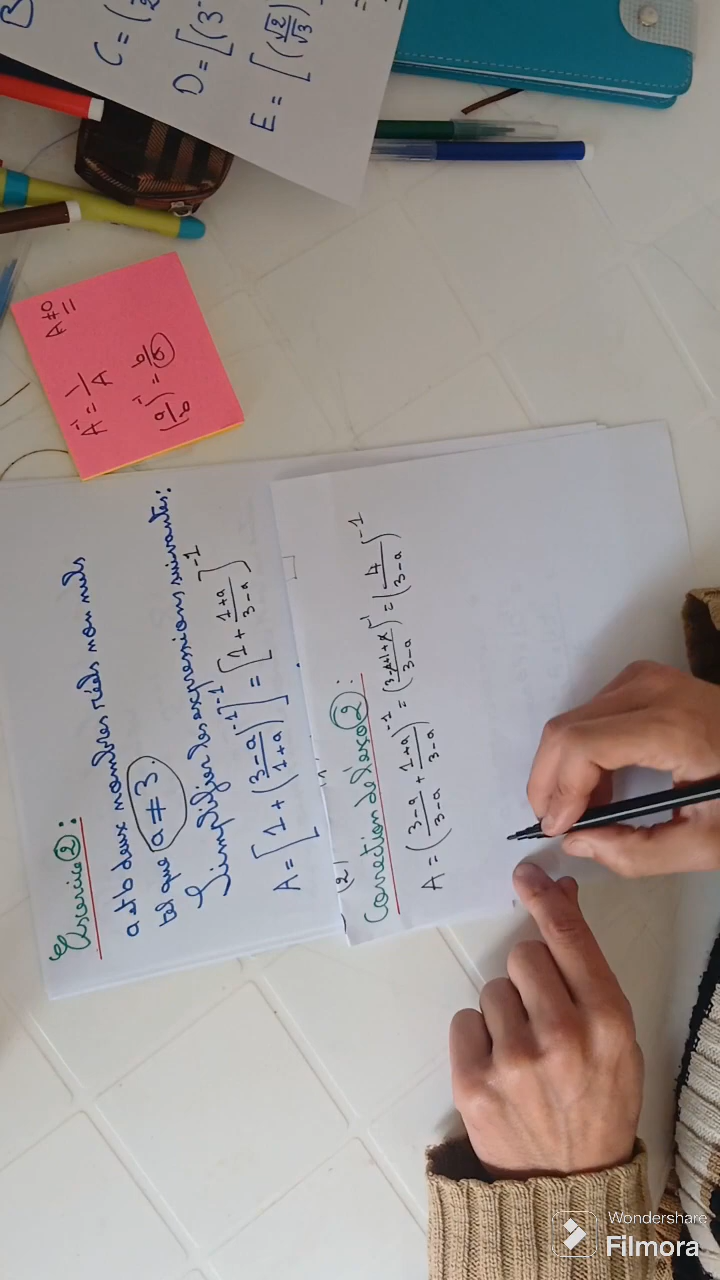 B
C = (
D = [(3
E = [(√2/√3)
A⁻¹ = 1/A A ≠ 0
(a/b)⁻¹ = b/a
Exercice 2 :
a et b deux nombres réels non nuls
tel que a ≠ 3.
Simplifier les expressions suivantes :
A = [1 + ((3-a)/(1+a))⁻¹]⁻¹ = [1 + (1+a)/(3-a)]⁻¹
Correction de l'exo 2 :
A = ((3-a)/(3-a) + (1+a)/(3-a))⁻¹ = ((3-a+1+a)/(3-a))⁻¹ = (4/(3-a))⁻¹
Wondershare
Filmora